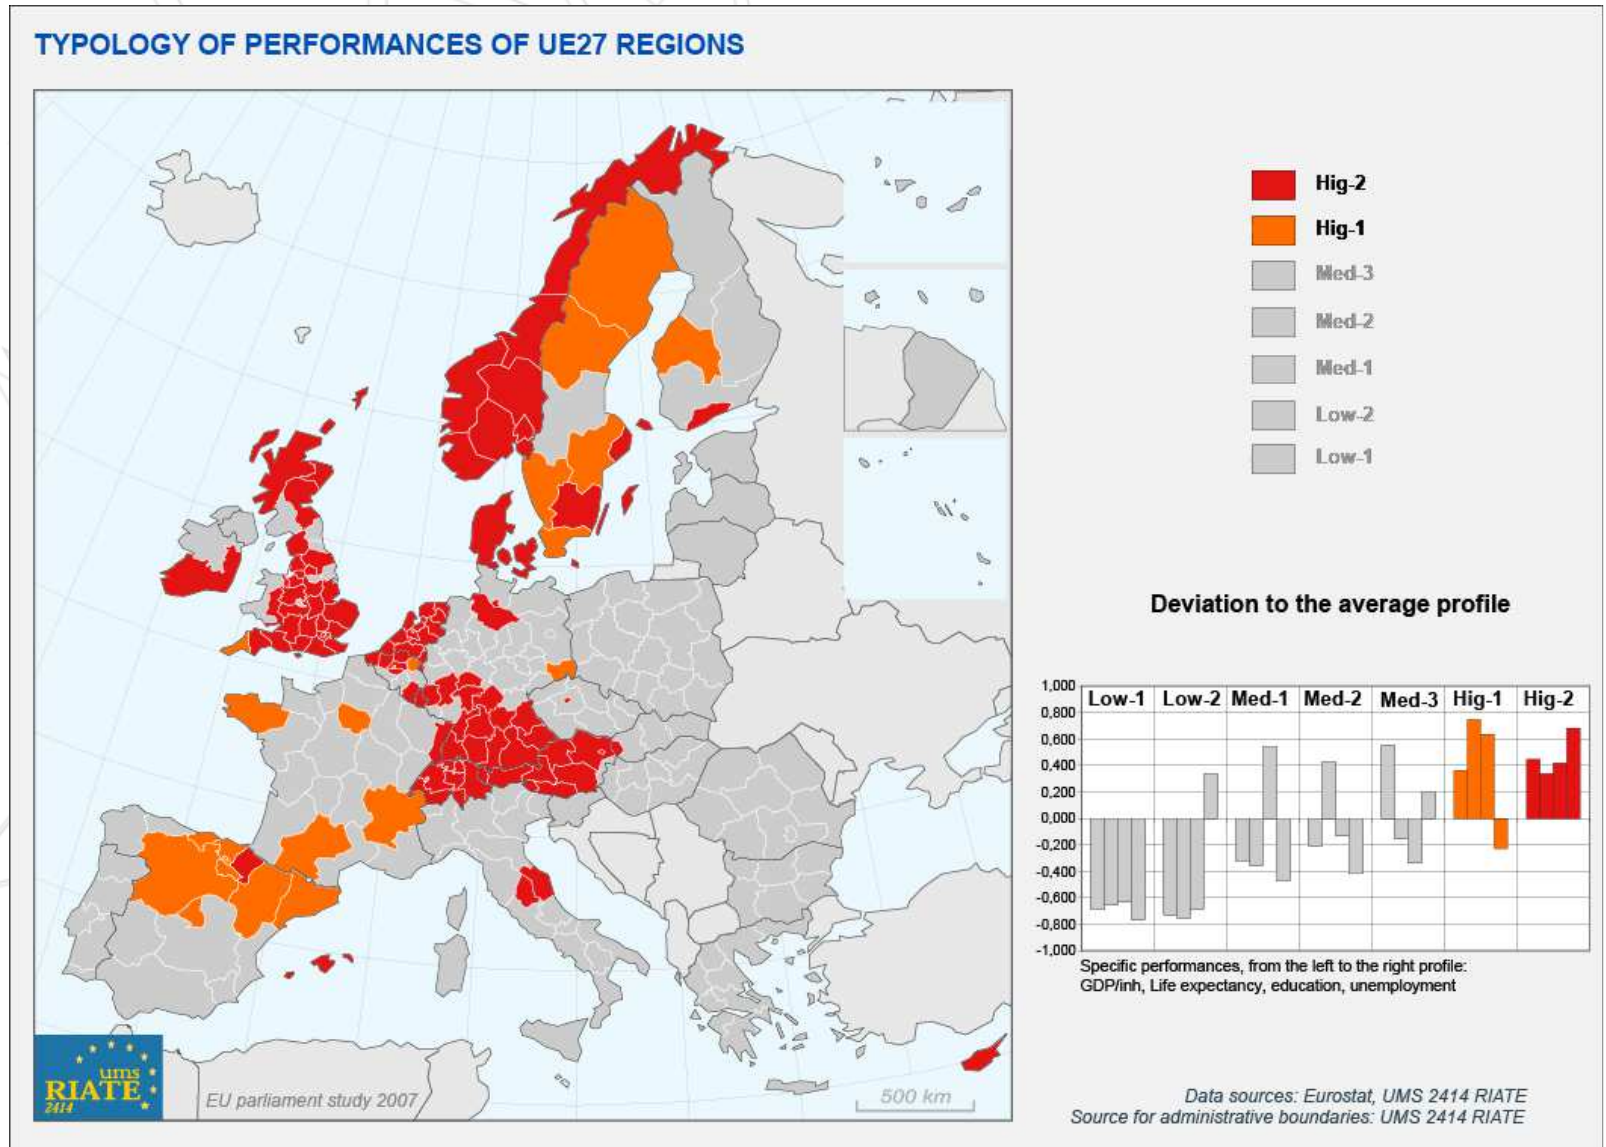 TYPOLOGY OF PERFORMANCES OF UE27 REGIONS
Hig-2
Hig-1
Med-3
Med-2
Med-1
Low-2
Low-1
Deviation to the average profile
1,000
0,800
0,600
0,400
0,200
0,000
-0,200
-0,400
-0,600
-0,800
-1,000
Low-1 Low-2 Med-1 Med-2 Med-3 Hig-1 Hig-2
Specific performances, from the left to the right profile:
GDP/inh, Life expectancy, education, unemployment
ums
RIATE
2414
EU parliament study 2007
500 km
Data sources: Eurostat, UMS 2414 RIATE
Source for administrative boundaries: UMS 2414 RIATE